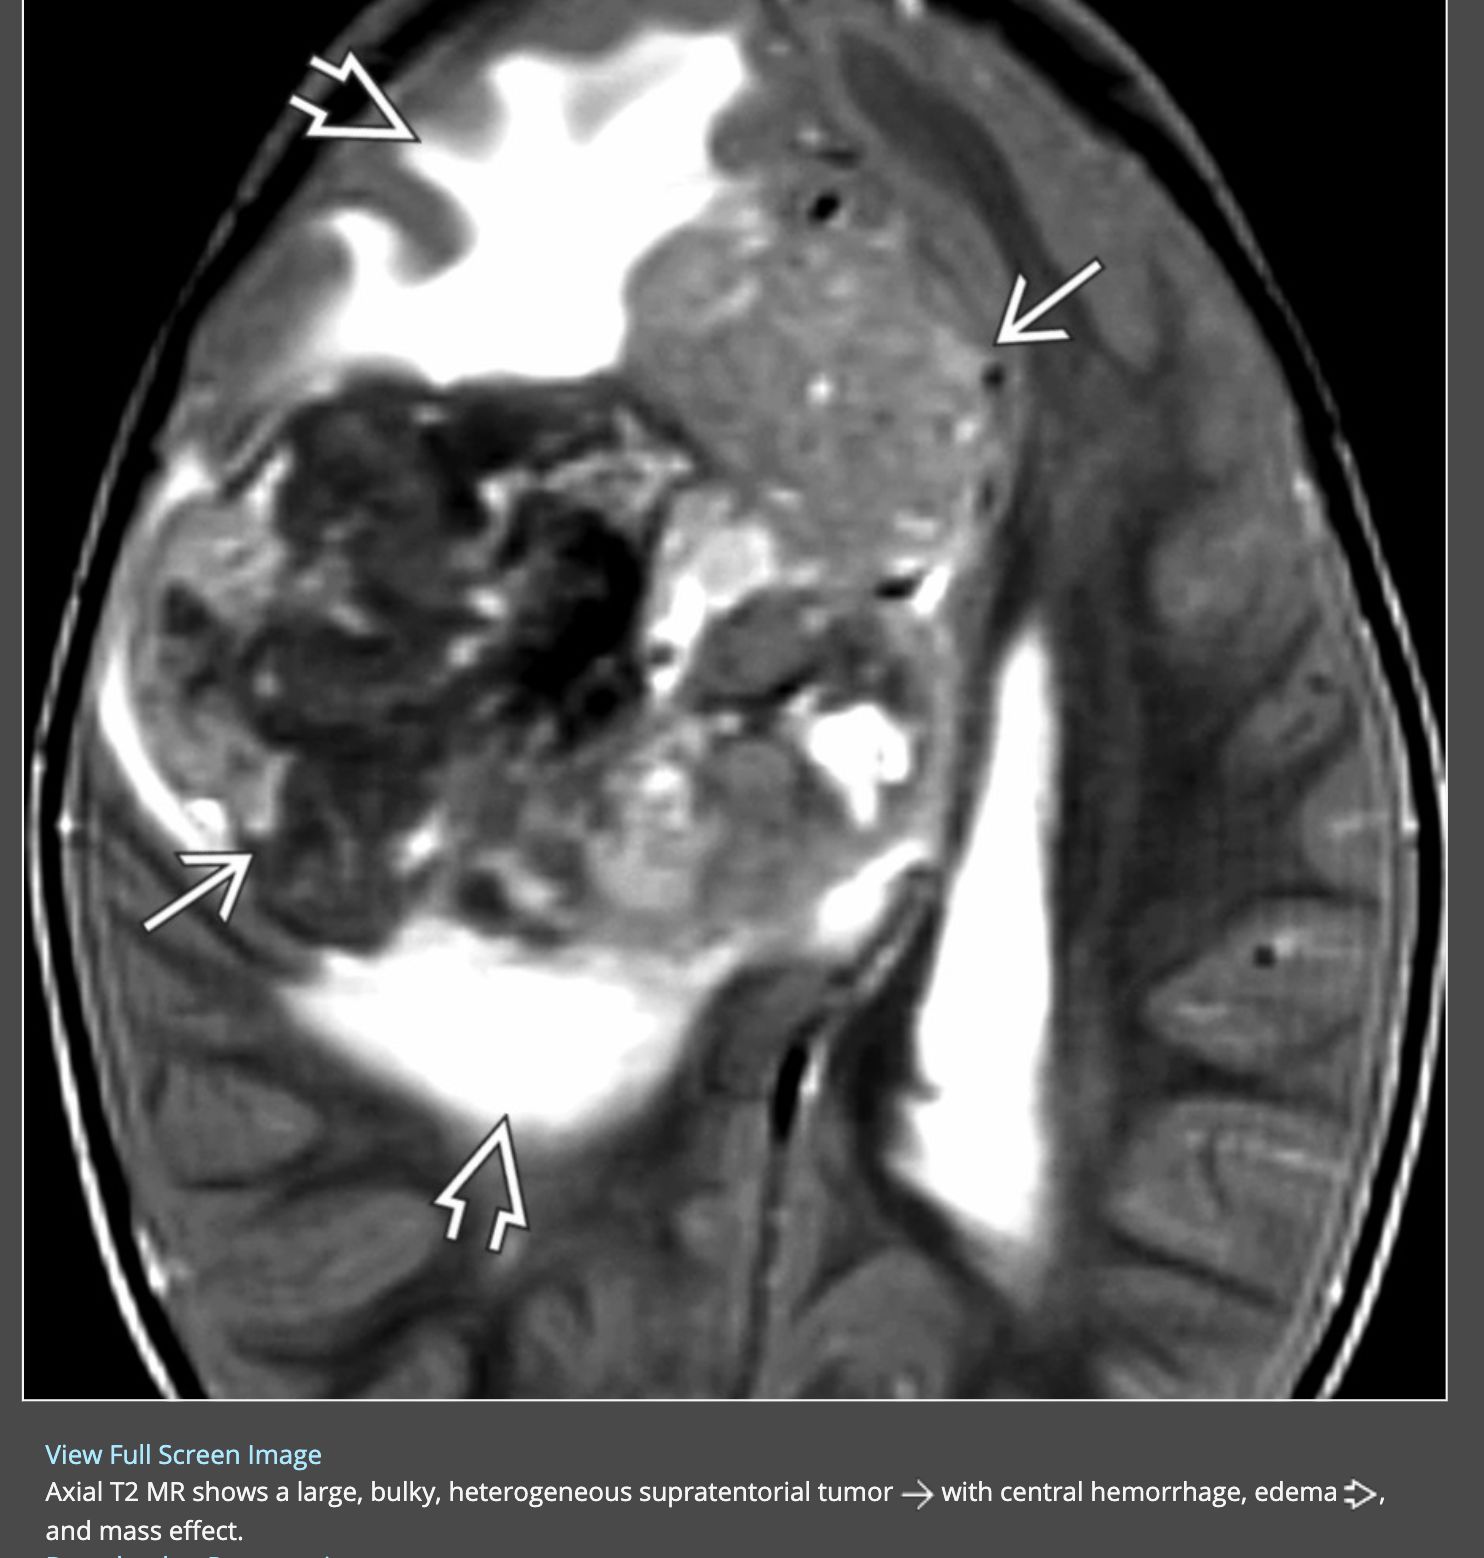 View Full Screen Image
Axial T2 MR shows a large, bulky, heterogeneous supratentorial tumor → with central hemorrhage, edema ⇨,
and mass effect.